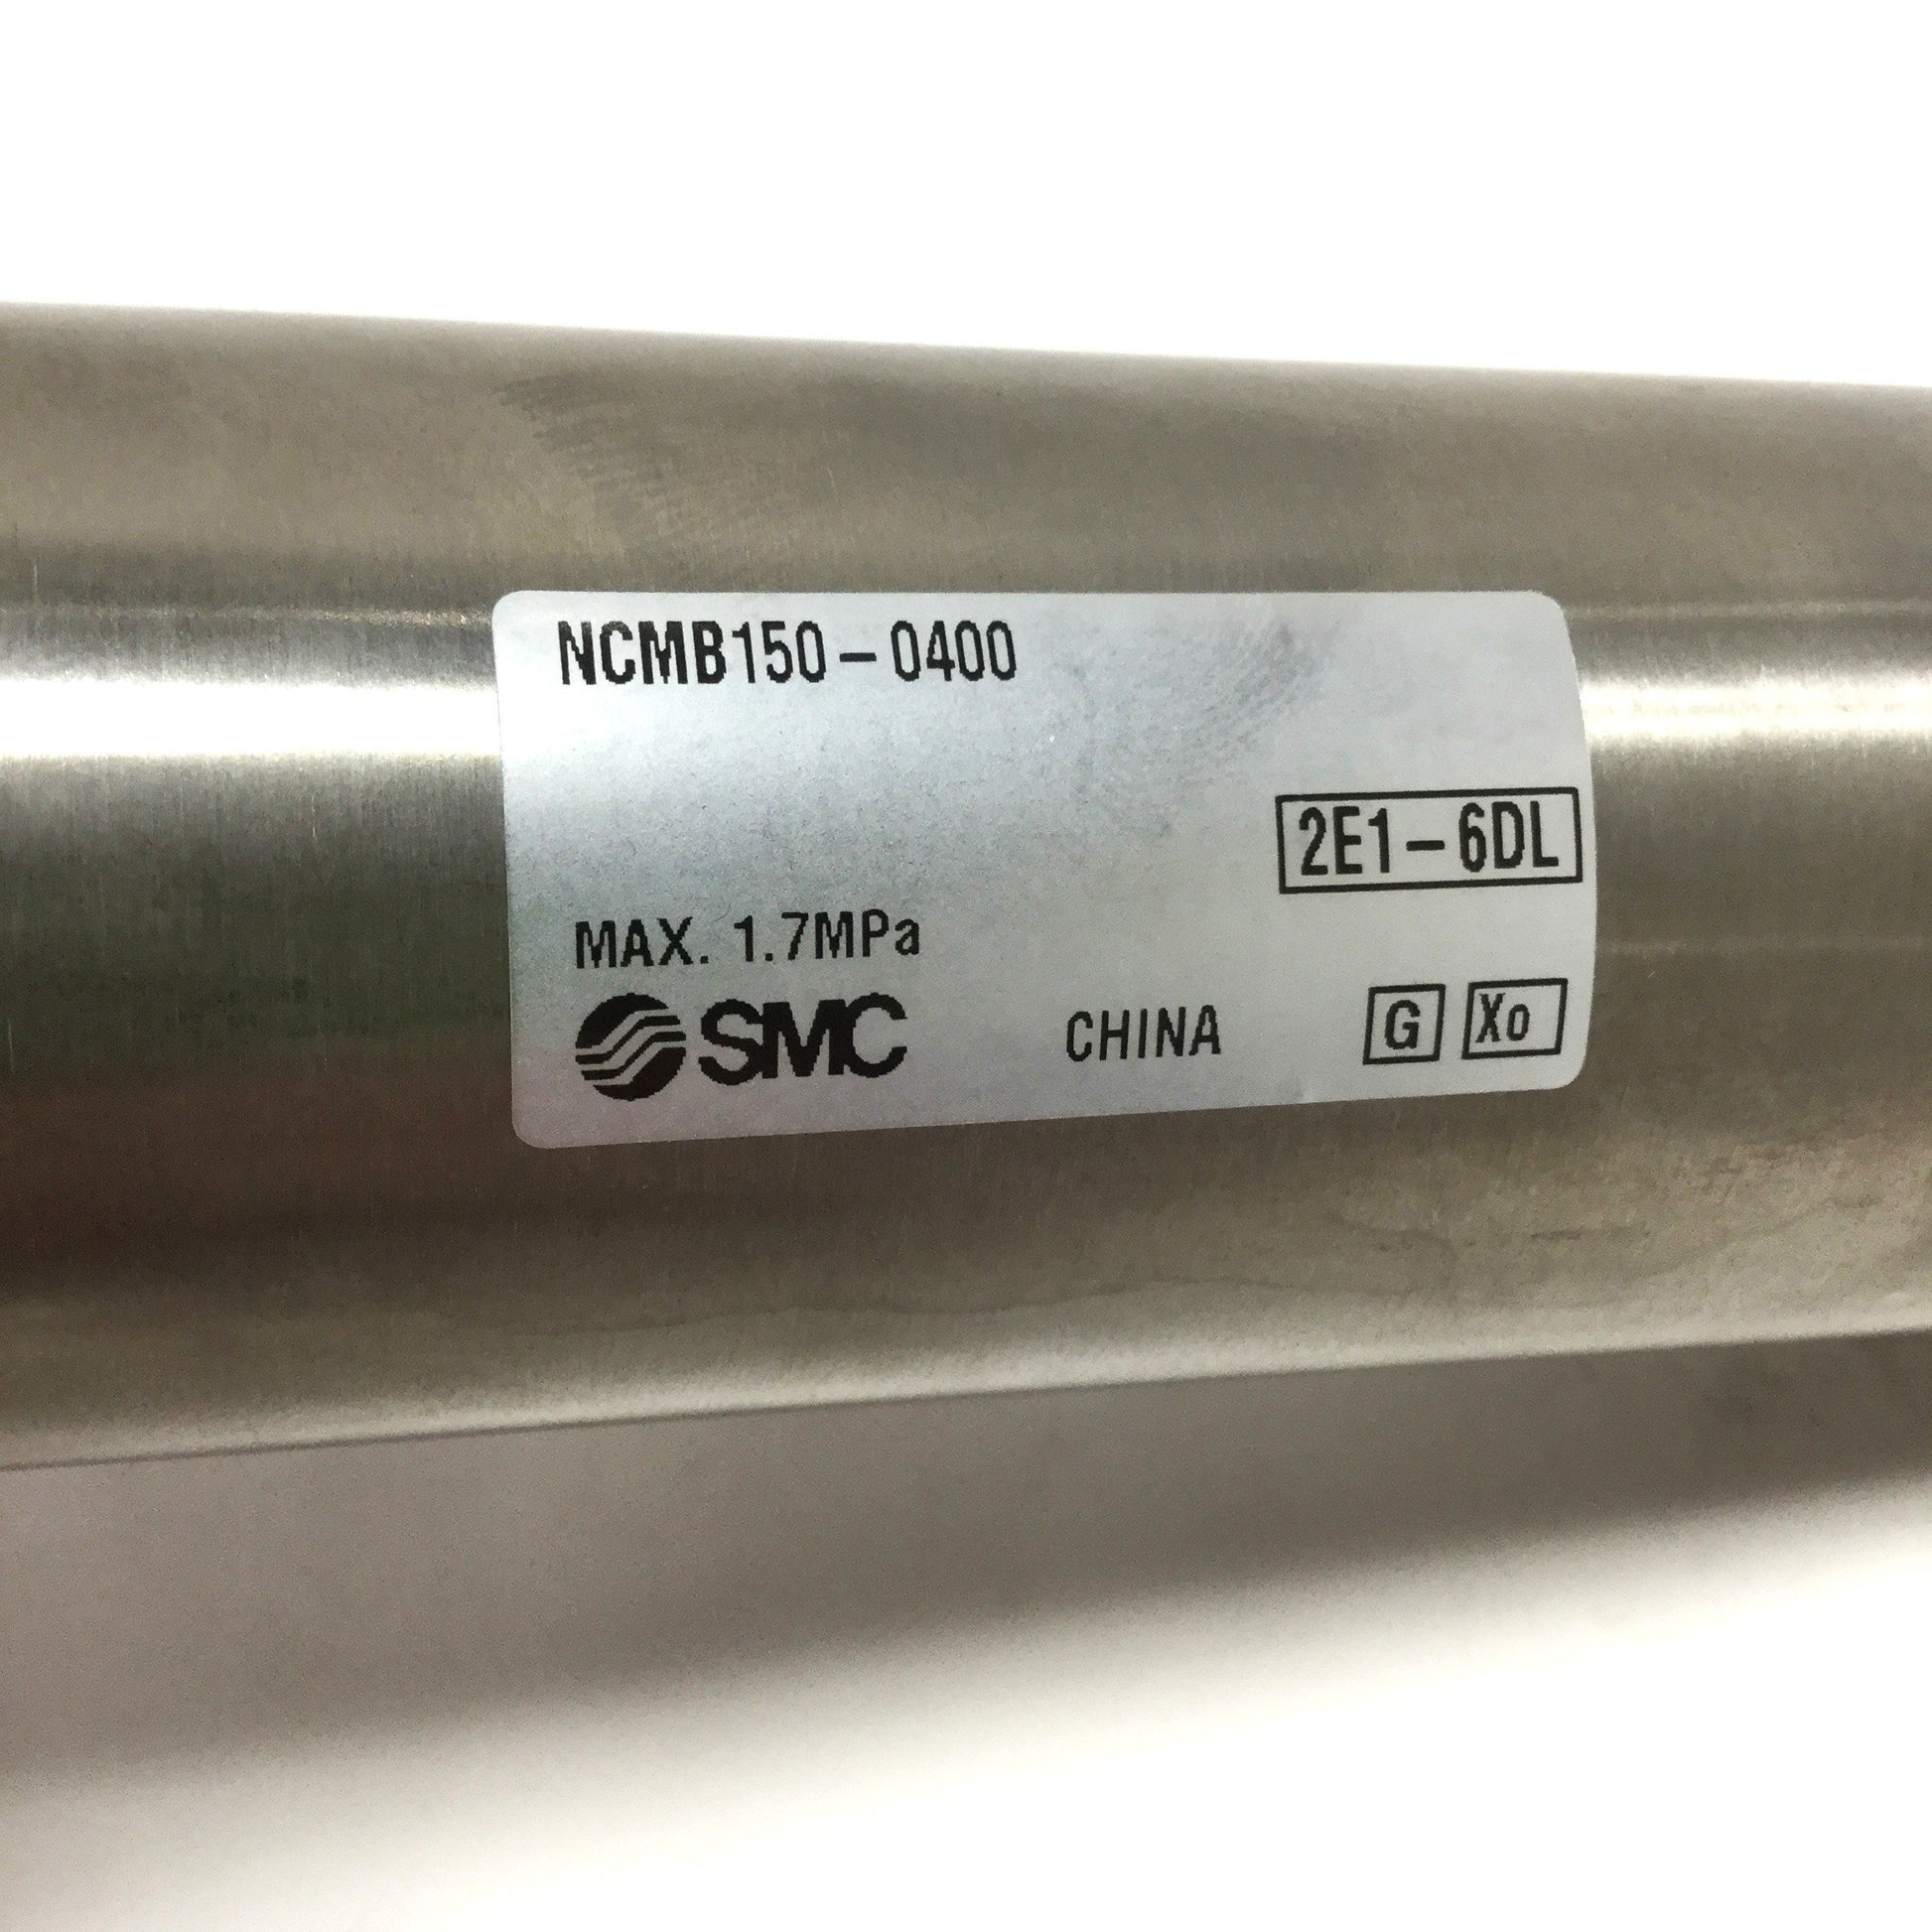 NCMB150-0400
2E1-6DL
MAX. 1.7MPa
SMC CHINA G Xo